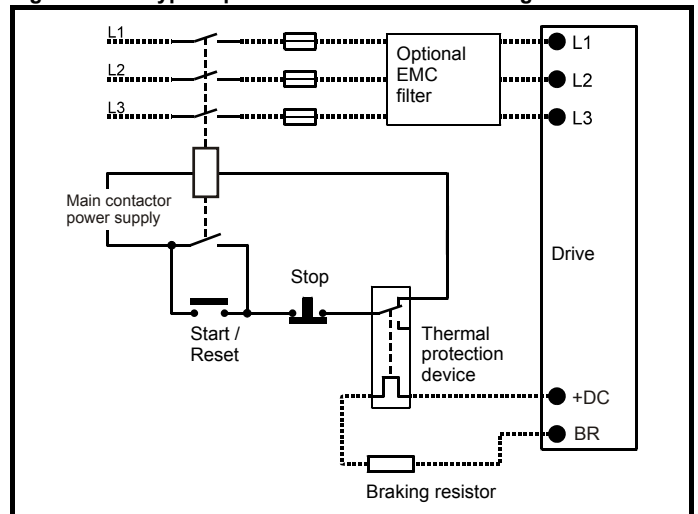 L1
L2
L3
Optional
EMC
filter
L1
L2
L3
Main contactor
power supply
Drive
Stop
Start /
Reset
Thermal
protection
device
+DC
BR
Braking resistor